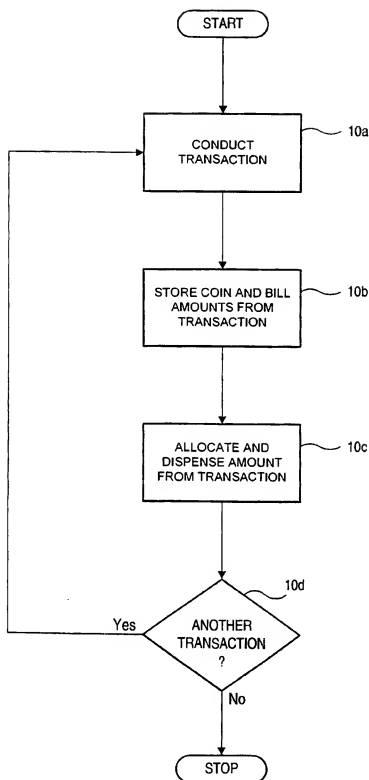 START
CONDUCT
TRANSACTION
10a
STORE COIN AND BILL
AMOUNTS FROM
TRANSACTION
10b
ALLOCATE AND
DISPENSE AMOUNT
FROM TRANSACTION
10c
10d
ANOTHER
TRANSACTION
?
Yes
No
STOP